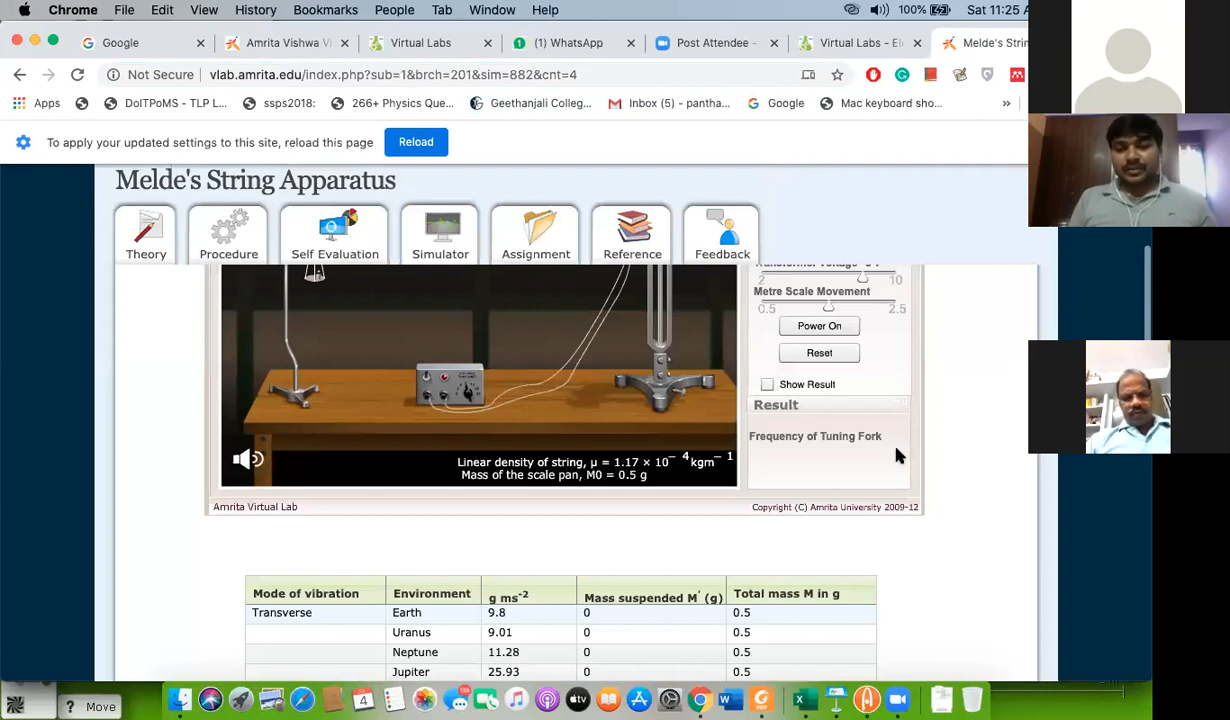 Chrome File Edit View History Bookmarks People Tab Window Help 100% Sat 11:25
Google
Amrita Vishwa Vi
Virtual Labs
(1) WhatsApp
Post Attendee -
Virtual Labs - Ele
Melde's Strin
Not Secure vlab.amrita.edu/index.php?sub=1&brch=201&sim=882&cnt=4
Apps
DoITPoMS - TLP L...
ssps2018:
266+ Physics Que...
Geethanjali Colleg...
Inbox (5) - pantha...
Google
Mac keyboard sho...
»
To apply your updated settings to this site, reload this page Reload
Melde's String Apparatus
Theory Procedure Self Evaluation Simulator Assignment Reference Feedback
2 10
Metre Scale Movement
0.5 2.5
Power On
Reset
Show Result
Result
Frequency of Tuning Fork
Linear density of string, μ = 1.17 × 10⁻⁴ kgm⁻¹
Mass of the scale pan, M0 = 0.5 g
Amrita Virtual Lab Copyright (C) Amrita University 2009-12
Mode of vibration Environment g ms⁻² Mass suspended M' (g) Total mass M in g
Transverse Earth 9.8 0 0.5
Uranus 9.01 0 0.5
Neptune 11.28 0 0.5
Jupiter 25.93 0 0.5
? Move